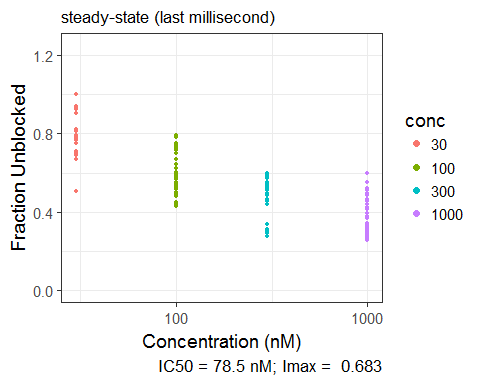 steady-state (last millisecond)
1.2
0.8
0.4
0.0
Fraction Unblocked
100
1000
Concentration (nM)
IC50 = 78.5 nM; Imax =  0.683
conc
30
100
300
1000